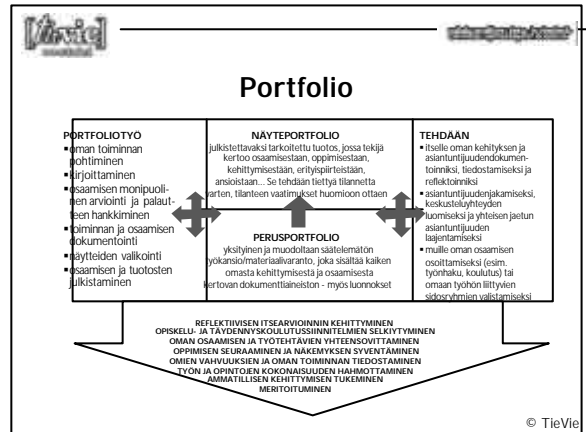 [tievie]
Portfolio
PORTFOLIOTYÖ
▪oman toiminnan
pohtiminen
▪kirjoittaminen
▪osaamisen monipuoli-
nen arviointi ja palaut-
teen hankkiminen
▪toiminnan ja osaamisen
dokumentointi
▪näytteiden valikointi
▪osaamisen ja tuotosten
julkistaminen
NÄYTEPORTFOLIO
julkistettavaksi tarkoitettu tuotos, jossa tekijä
kertoo osaamisestaan, oppimisestaan,
kehittymisestään, erityispiirteistään,
ansioistaan... Se tehdään tiettyä tilannetta
varten, tilanteen vaatimukset huomioon ottaen
PERUSPORTFOLIO
yksityinen ja muodoltaan säätelemätön
työkansio/materiaalivaranto, joka sisältää kaiken
omasta kehittymisestä ja osaamisesta
kertovan dokumenttiaineiston - myös luonnokset
TEHDÄÄN
▪itselle oman kehityksen ja
asiantuntijuudendokumen-
toinniksi, tiedostamiseksi ja
reflektoinniksi
▪asiantuntijuudenjakamiseksi,
keskusteluyhteyden
luomiseksi ja yhteisen jaetun
asiantuntijuuden
laajentamiseksi
▪muille oman osaamisen
osoittamiseksi (esim.
työnhaku, koulutus) tai
omaan työhön liittyvien
sidosryhmien valistamiseksi
REFLEKTIIVISEN ITSEARVIOINNIN KEHITTYMINEN
OPISKELU- JA TÄYDENNYSKOULUTUSSIINNITELMIEN SELKIYTYMINEN
OMAN OSAAMISEN JA TYÖTEHTÄVIEN YHTEENSOVITTAMINEN
OPPIMISEN SEURAAMINEN JA NÄKEMYKSEN SYVENTÄMINEN
OMIEN VAHVUUKSIEN JA OMAN TOIMINNAN TIEDOSTAMINEN
TYÖN JA OPINTOJEN KOKONAISUUDEN HAHMOTTAMINEN
AMMATILLISEN KEHITTYMISEN TUKEMINEN
MERITOITUMINEN
© TieVie